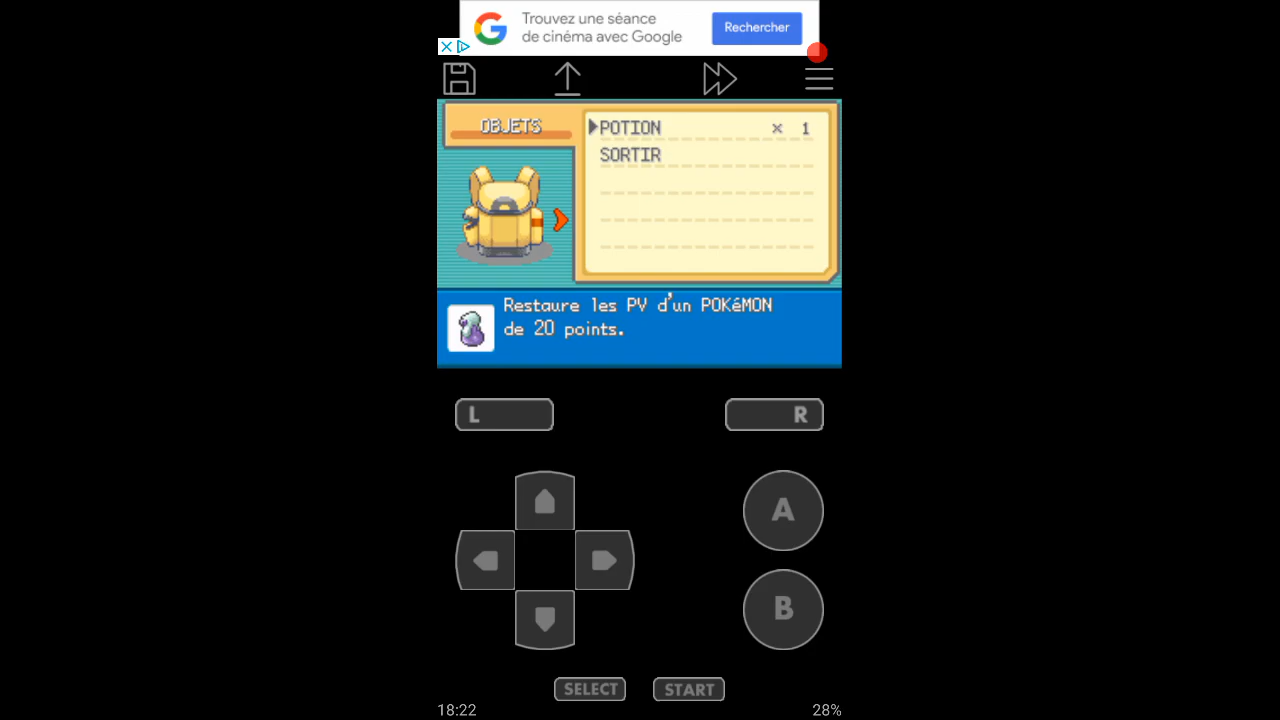 Trouvez une séance
de cinéma avec Google
Rechercher
OBJETS
POTION × 1
SORTIR
Restaure les PV d'un POKéMON
de 20 points.
L
R
A
B
SELECT
START
18:22
28%